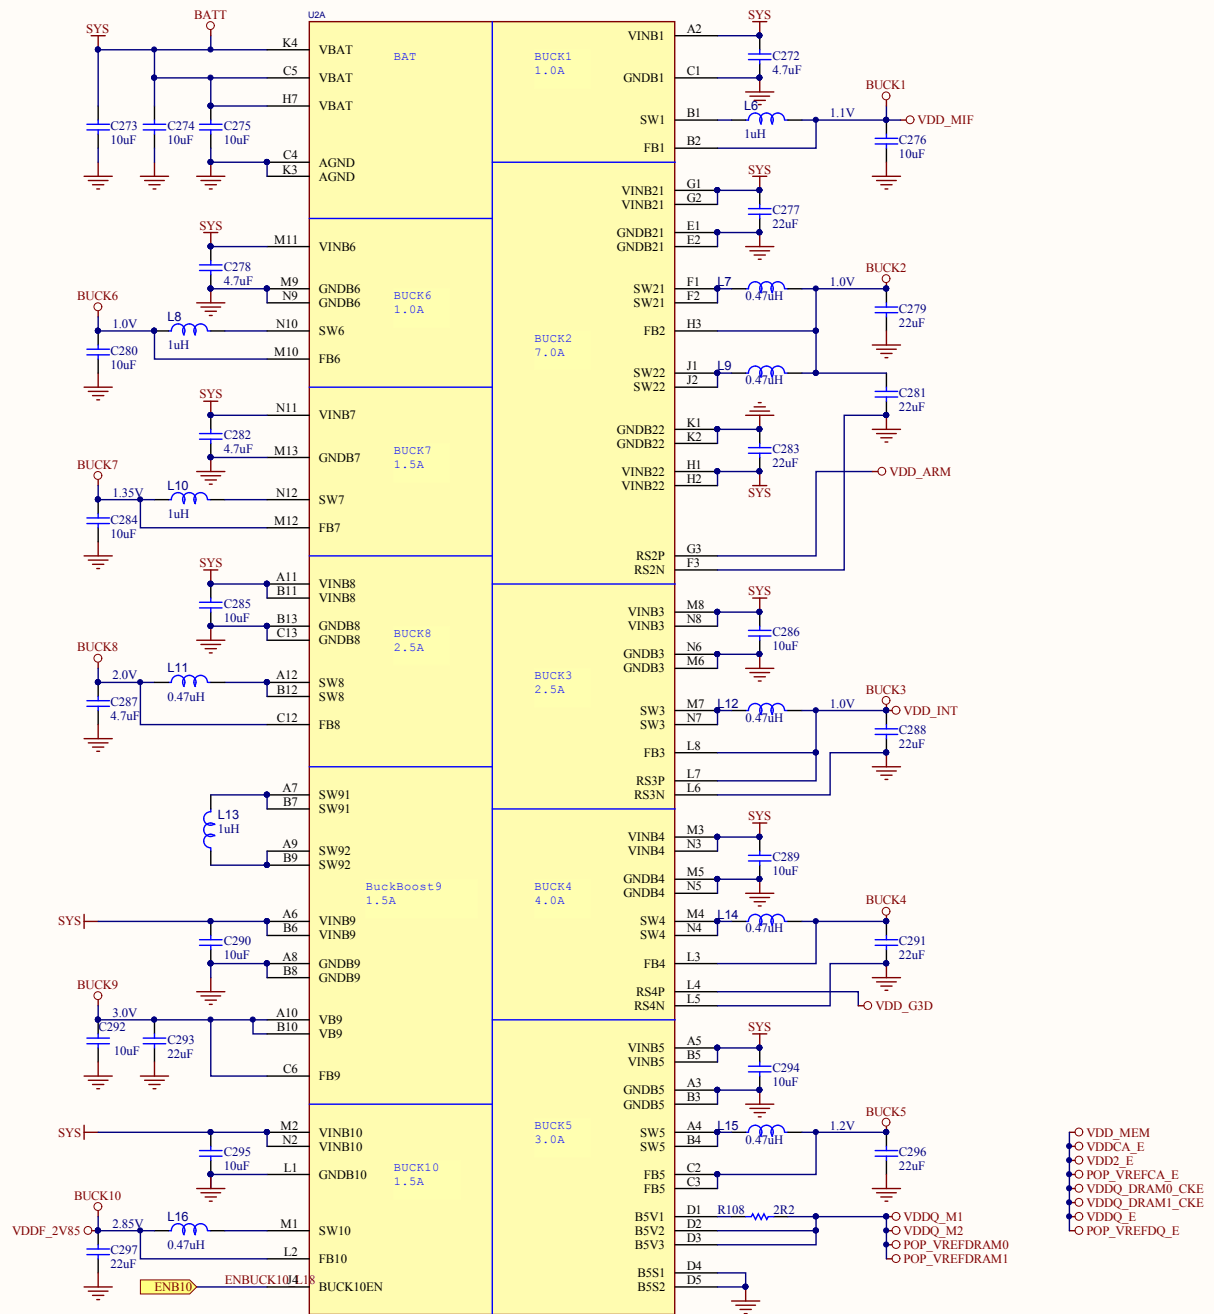 U2A
SYS
BATT
K4 VBAT
C5 VBAT
H7 VBAT
C273
10uF
C274
10uF
C275
10uF
C4 AGND
K3 AGND
BAT
SYS
M11 VINB6
C278
4.7uF
M9 GNDB6
N9 GNDB6
BUCK6
1.0A
BUCK6
1.0V
L8
1uH
N10 SW6
C280
10uF
M10 FB6
SYS
N11 VINB7
C282
4.7uF
M13 GNDB7
BUCK7
1.5A
BUCK7
1.35V
L10
1uH
N12 SW7
C284
10uF
M12 FB7
SYS
A11 VINB8
B11 VINB8
C285
10uF
B13 GNDB8
C13 GNDB8
BUCK8
2.5A
BUCK8
2.0V
L11
0.47uH
A12 SW8
B12 SW8
C287
4.7uF
C12 FB8
A7 SW91
B7 SW91
L13
1uH
A9 SW92
B9 SW92
BuckBoost9
1.5A
SYS
A6 VINB9
B6 VINB9
C290
10uF
A8 GNDB9
B8 GNDB9
BUCK9
3.0V
A10 VB9
B10 VB9
C292
10uF
C293
22uF
C6 FB9
SYS
M2 VINB10
N2 VINB10
C295
10uF
L1 GNDB10
BUCK10
1.5A
BUCK10
VDDF_2V85
2.85V
L16
0.47uH
M1 SW10
C297
22uF
L2 FB10
ENB10
J4 BUCK10EN
BUCK1
1.0A
VINB1 A2
SYS
C272
4.7uF
GNDB1 C1
SW1 B1
L6
1uH
1.1V
BUCK1
VDD_MIF
FB1 B2
C276
10uF
BUCK2
7.0A
SYS
VINB21 G1
VINB21 G2
C277
22uF
GNDB21 E1
GNDB21 E2
SW21 F1
SW21 F2
L7
0.47uH
1.0V
BUCK2
C279
22uF
FB2 H3
SW22 J1
SW22 J2
L9
0.47uH
C281
22uF
GNDB22 K1
GNDB22 K2
C283
22uF
VINB22 H1
VINB22 H2
SYS
VDD_ARM
RS2P G3
RS2N F3
BUCK3
2.5A
SYS
VINB3 M8
VINB3 N8
C286
10uF
GNDB3 N6
GNDB3 M6
SW3 M7
SW3 N7
L12
0.47uH
1.0V
BUCK3
VDD_INT
C288
22uF
FB3 L8
RS3P L7
RS3N L6
BUCK4
4.0A
SYS
VINB4 M3
VINB4 N3
C289
10uF
GNDB4 M5
GNDB4 N5
SW4 M4
SW4 N4
L14
0.47uH
BUCK4
C291
22uF
FB4 L3
RS4P L4
RS4N L5
VDD_G3D
BUCK5
3.0A
SYS
VINB5 A5
VINB5 B5
C294
10uF
GNDB5 A3
GNDB5 B3
SW5 A4
SW5 B4
L15
0.47uH
1.2V
BUCK5
C296
22uF
FB5 C2
FB5 C3
B5V1 D1
B5V2 D2
B5V3 D3
R108 2R2
VDDQ_M1
VDDQ_M2
POP_VREFDRAM0
POP_VREFDRAM1
B5S1 D4
B5S2 D5
VDD_MEM
VDDCA_E
VDD2_E
POP_VREFCA_E
VDDQ_DRAM0_CKE
VDDQ_DRAM1_CKE
VDDQ_E
POP_VREFDQ_E